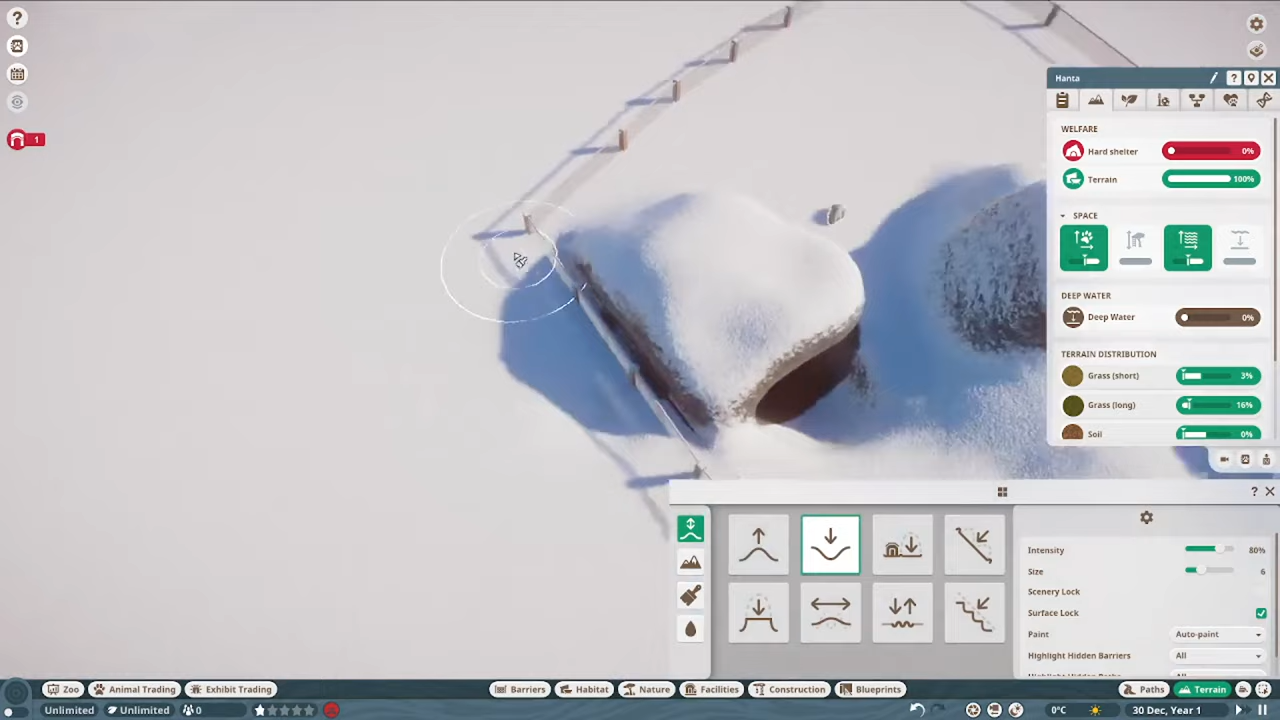 ?
1
Hanta
?
WELFARE
Hard shelter 0%
Terrain 100%
SPACE
DEEP WATER
Deep Water 0%
TERRAIN DISTRIBUTION
Grass (short) 3%
Grass (long) 16%
Soil 0%
?
Intensity 80%
Size 6
Scenery Lock
Surface Lock
Paint Auto-paint
Highlight Hidden Barriers All
Zoo Animal Trading Exhibit Trading Barriers Habitat Nature Facilities Construction Blueprints Paths Terrain
Unlimited Unlimited 0 0°C 30 Dec, Year 1